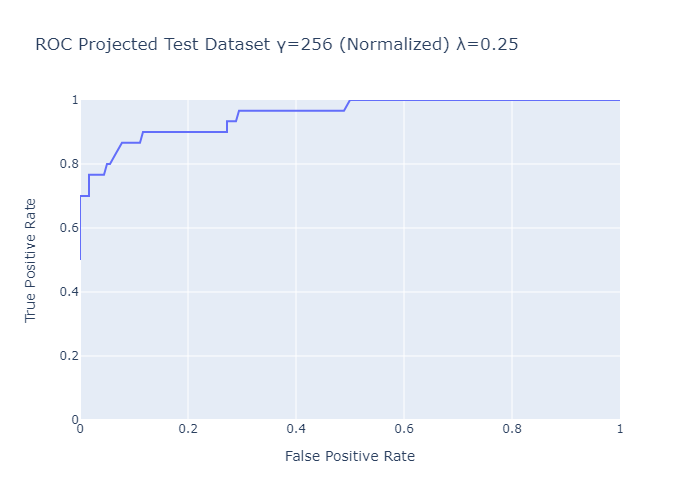 ROC Projected Test Dataset γ=256 (Normalized) λ=0.25
1
0.8
0.6
0.4
0.2
0
True Positive Rate
0 0.2 0.4 0.6 0.8 1
False Positive Rate